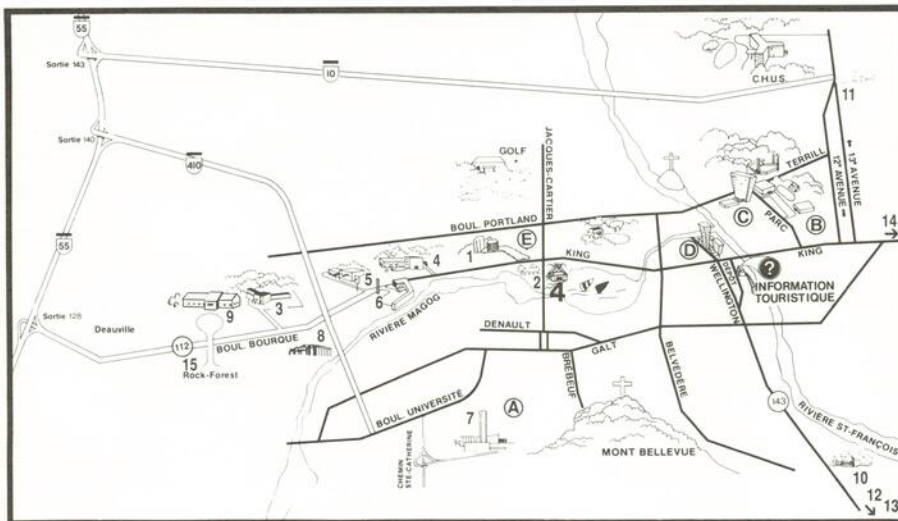 55
Sortie 143
10
C.H.U.S.
11
Sortie 140
410
JACQUES-CARTIER
GOLF
TERRILL
12e AVENUE
13e AVENUE
BOUL. PORTLAND
E
C
PARC
B
14
55
1
KING
D
KING
4
5
2
4
?
6
DÉPÔT
WELLINGTON
INFORMATION
TOURISTIQUE
3
9
RIVIÈRE MAGOG
Sortie 128
Deauville
DENAULT
112
BOUL. BOURQUE
8
GALT
15
Rock-Forest
BRÉBEUF
BELVÉDÈRE
BOUL. UNIVERSITÉ
A
143
7
RIVIÈRE ST-FRANÇOIS
CHEMIN
STE-CATHERINE
MONT BELLEVUE
10
12
13